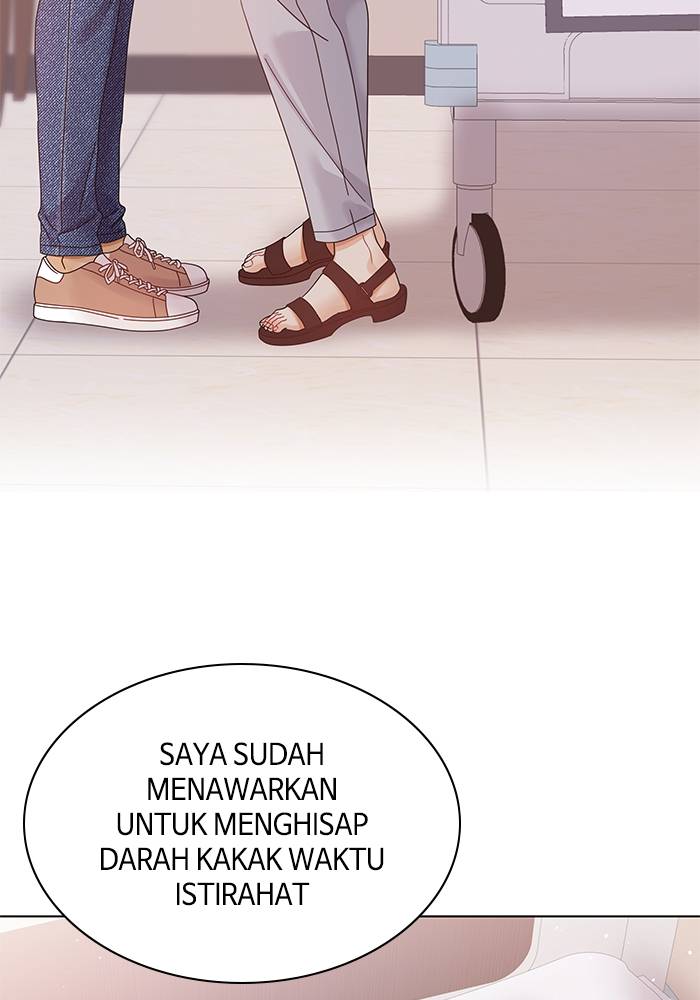 SAYA SUDAH
MENAWARKAN
UNTUK MENGHISAP
DARAH KAKAK WAKTU
ISTIRAHAT